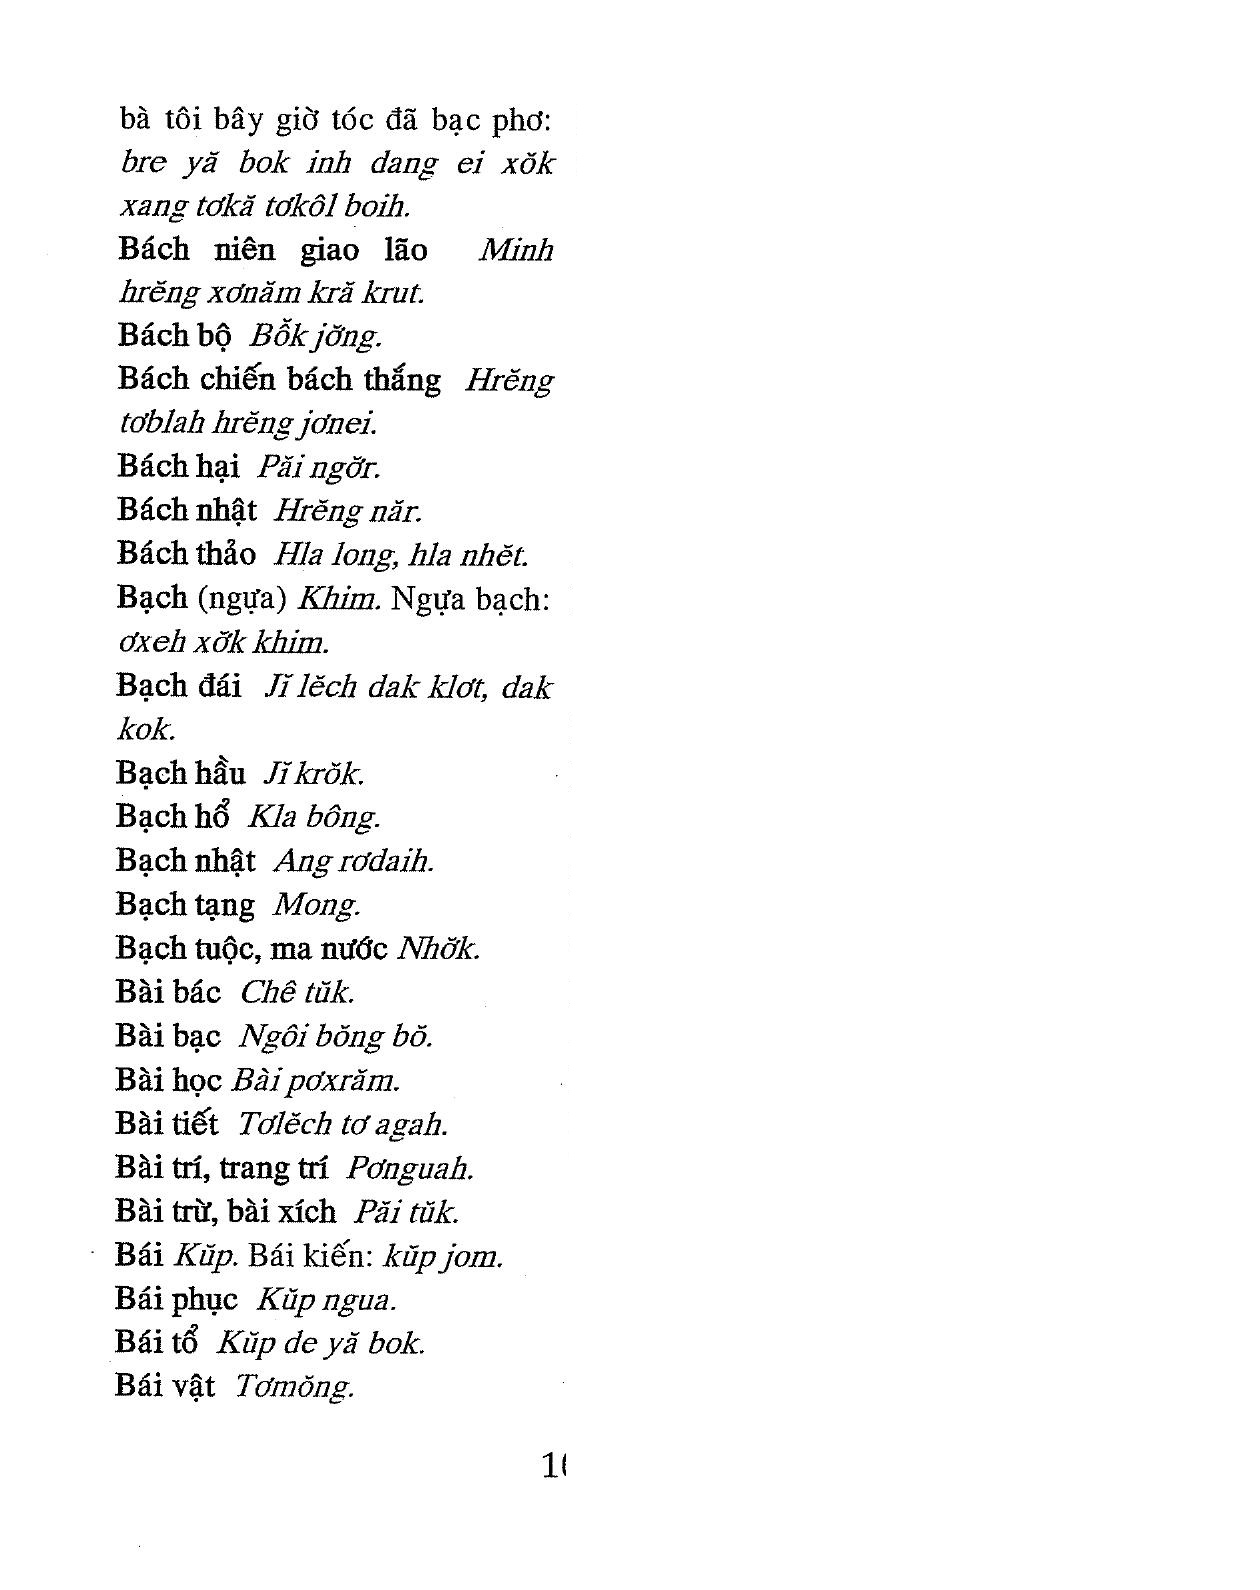 bà tôi bây giờ tóc đã bạc phơ:
bre yă bok inh dang ei xŏk
xang tơkă tơkôl boih.
Bách niên giao lão Minh
hrĕng xơnăm kră krut.
Bách bộ Bô̆k jơ̆ng.
Bách chiến bách thắng Hrĕng
tơblah hrĕng jơnei.
Bách hại Păi ngơ̆r.
Bách nhật Hrĕng năr.
Bách thảo Hla long, hla nhĕt.
Bạch (ngựa) Khim. Ngựa bạch:
ơxeh xơ̆k khim.
Bạch đái Jĭ lĕch dak klơt, dak
kok.
Bạch hầu Jĭ krŏk.
Bạch hổ Kla bông.
Bạch nhật Ang rơdaih.
Bạch tạng Mong.
Bạch tuộc, ma nước Nhơ̆k.
Bài bác Chê tŭk.
Bài bạc Ngôi bŏng bŏ.
Bài học Bài pơxrăm.
Bài tiết Tơlĕch tơ agah.
Bài trí, trang trí Pơnguah.
Bài trừ, bài xích Păi tŭk.
Bái Kŭp. Bái kiến: kŭp jom.
Bái phục Kŭp ngua.
Bái tổ Kŭp de yă bok.
Bái vật Tơmŏng.